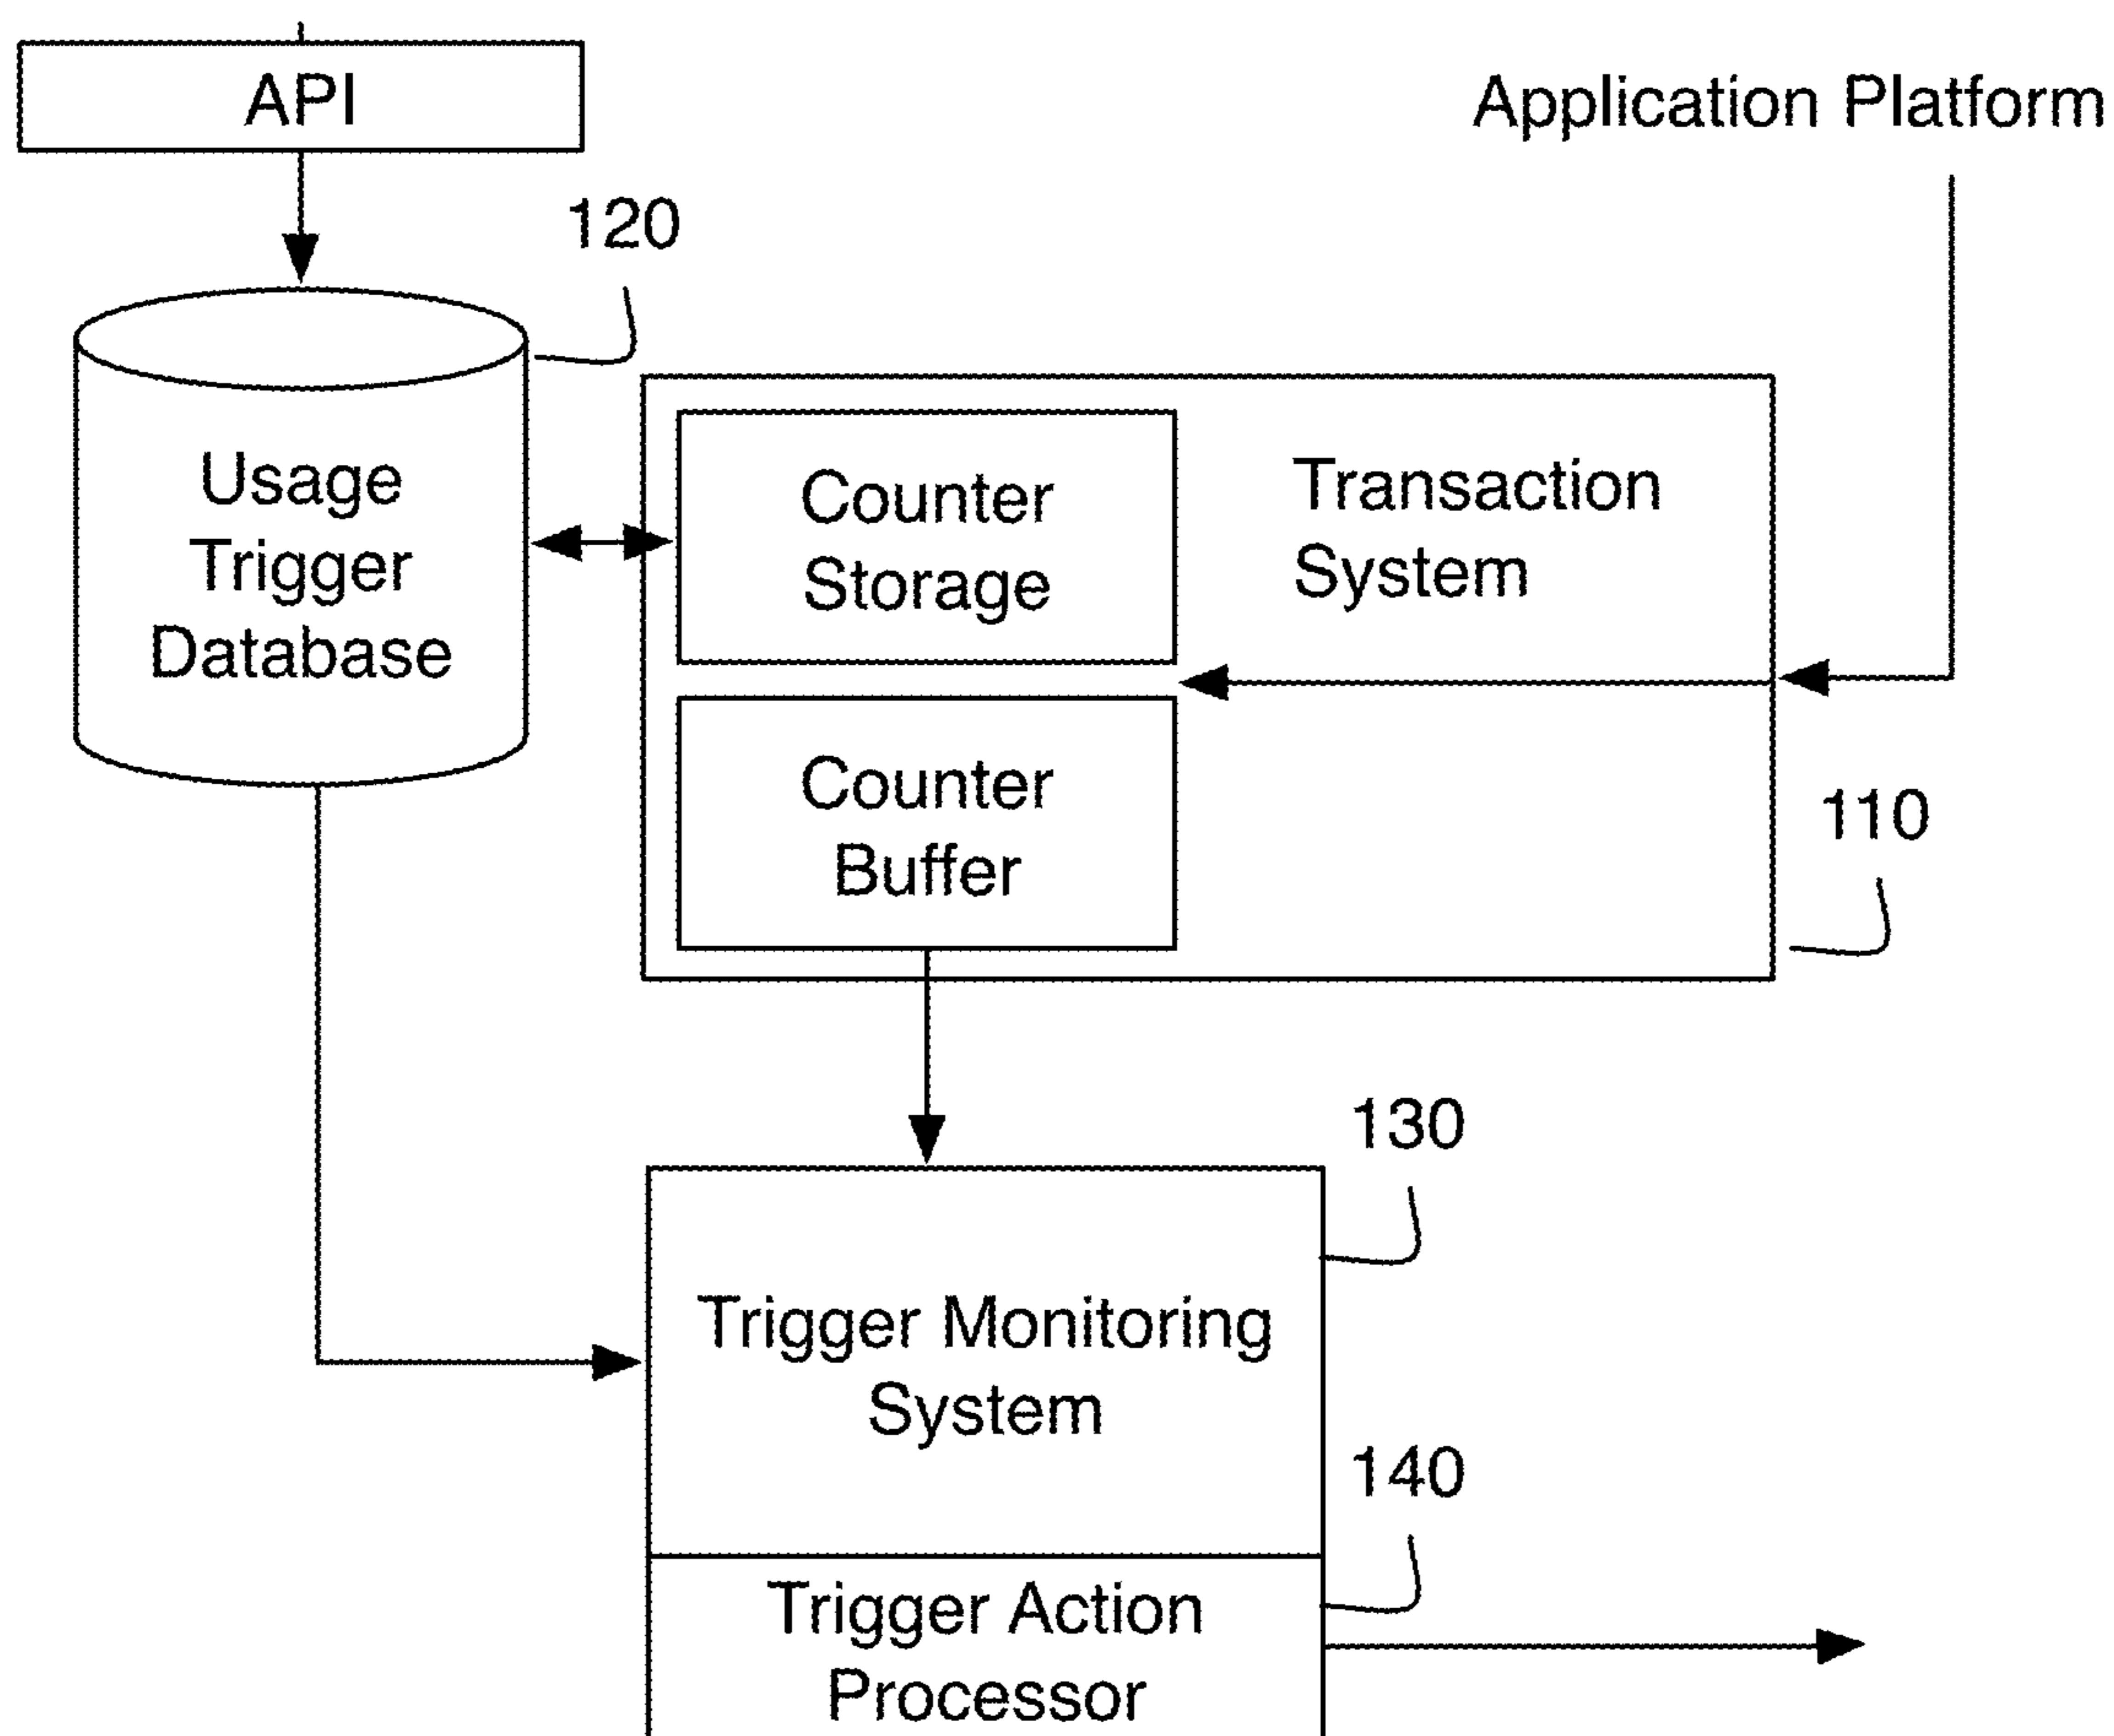 API
Application Platform
120
Usage
Trigger
Database
Counter
Storage
Transaction
System
Counter
Buffer
110
130
Trigger Monitoring
System
140
Trigger Action
Processor